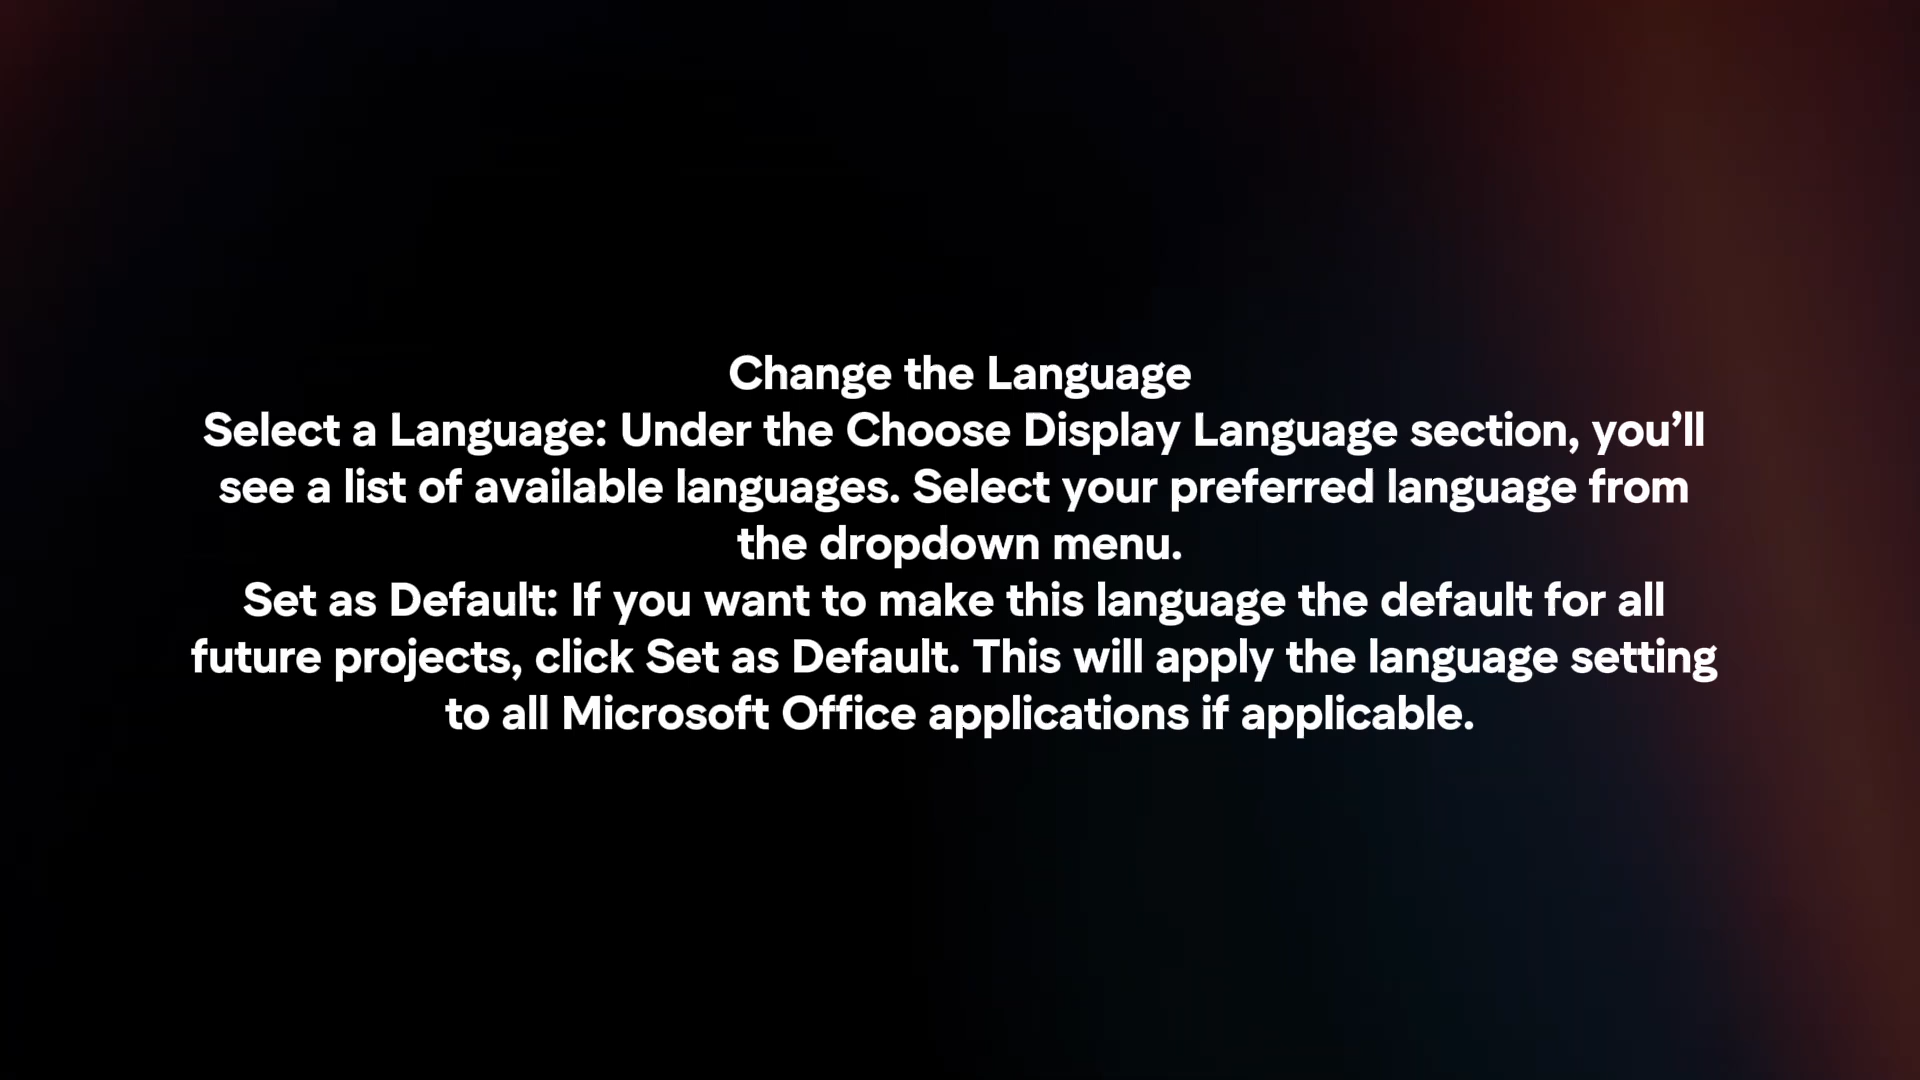 Change the Language
Select a Language: Under the Choose Display Language section, you’ll
see a list of available languages. Select your preferred language from
the dropdown menu.
Set as Default: If you want to make this language the default for all
future projects, click Set as Default. This will apply the language setting
to all Microsoft Office applications if applicable.